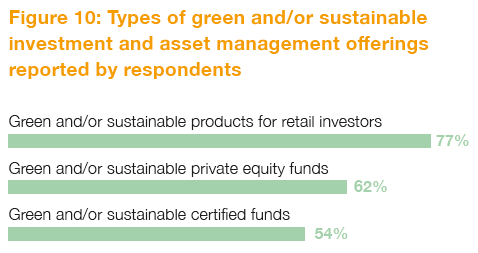 Figure 10: Types of green and/or sustainable
investment and asset management offerings
reported by respondents
Green and/or sustainable products for retail investors
77%
Green and/or sustainable private equity funds
62%
Green and/or sustainable certified funds
54%